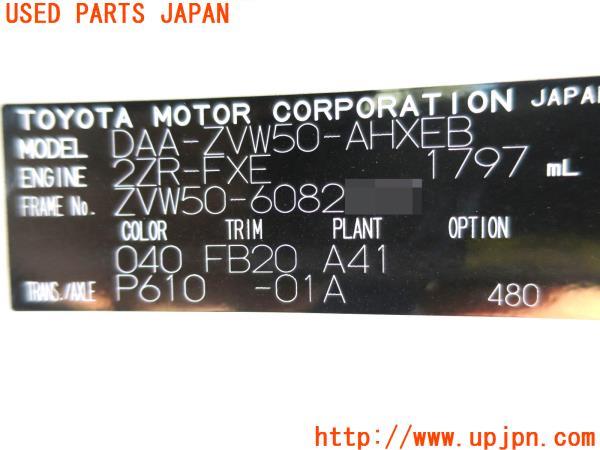 USED PARTS JAPAN
TOYOTA MOTOR CORPORATION JAPAN
MODEL DAA-ZVW50-AHXEB
ENGINE 2ZR-FXE 1797 mL
FRAME No. ZVW50-6082
COLOR TRIM PLANT OPTION
040 FB20 A41
TRANS./AXLE P610 -01A 480
http://www.upjpn.com